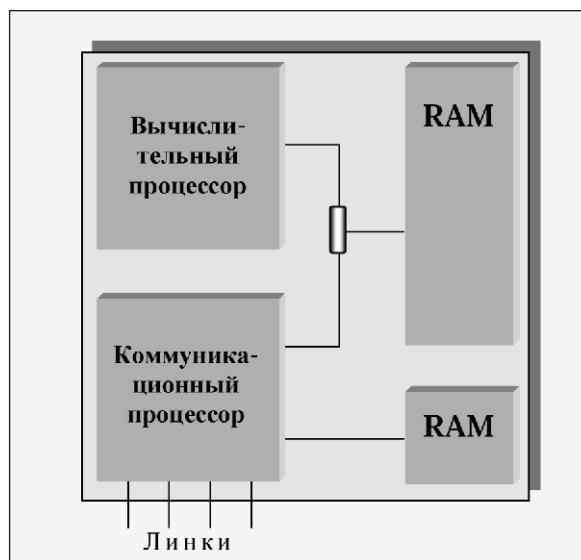 Вычисли-
тельный
процессор
RAM
Коммуника-
ционный
процессор
RAM
Линки